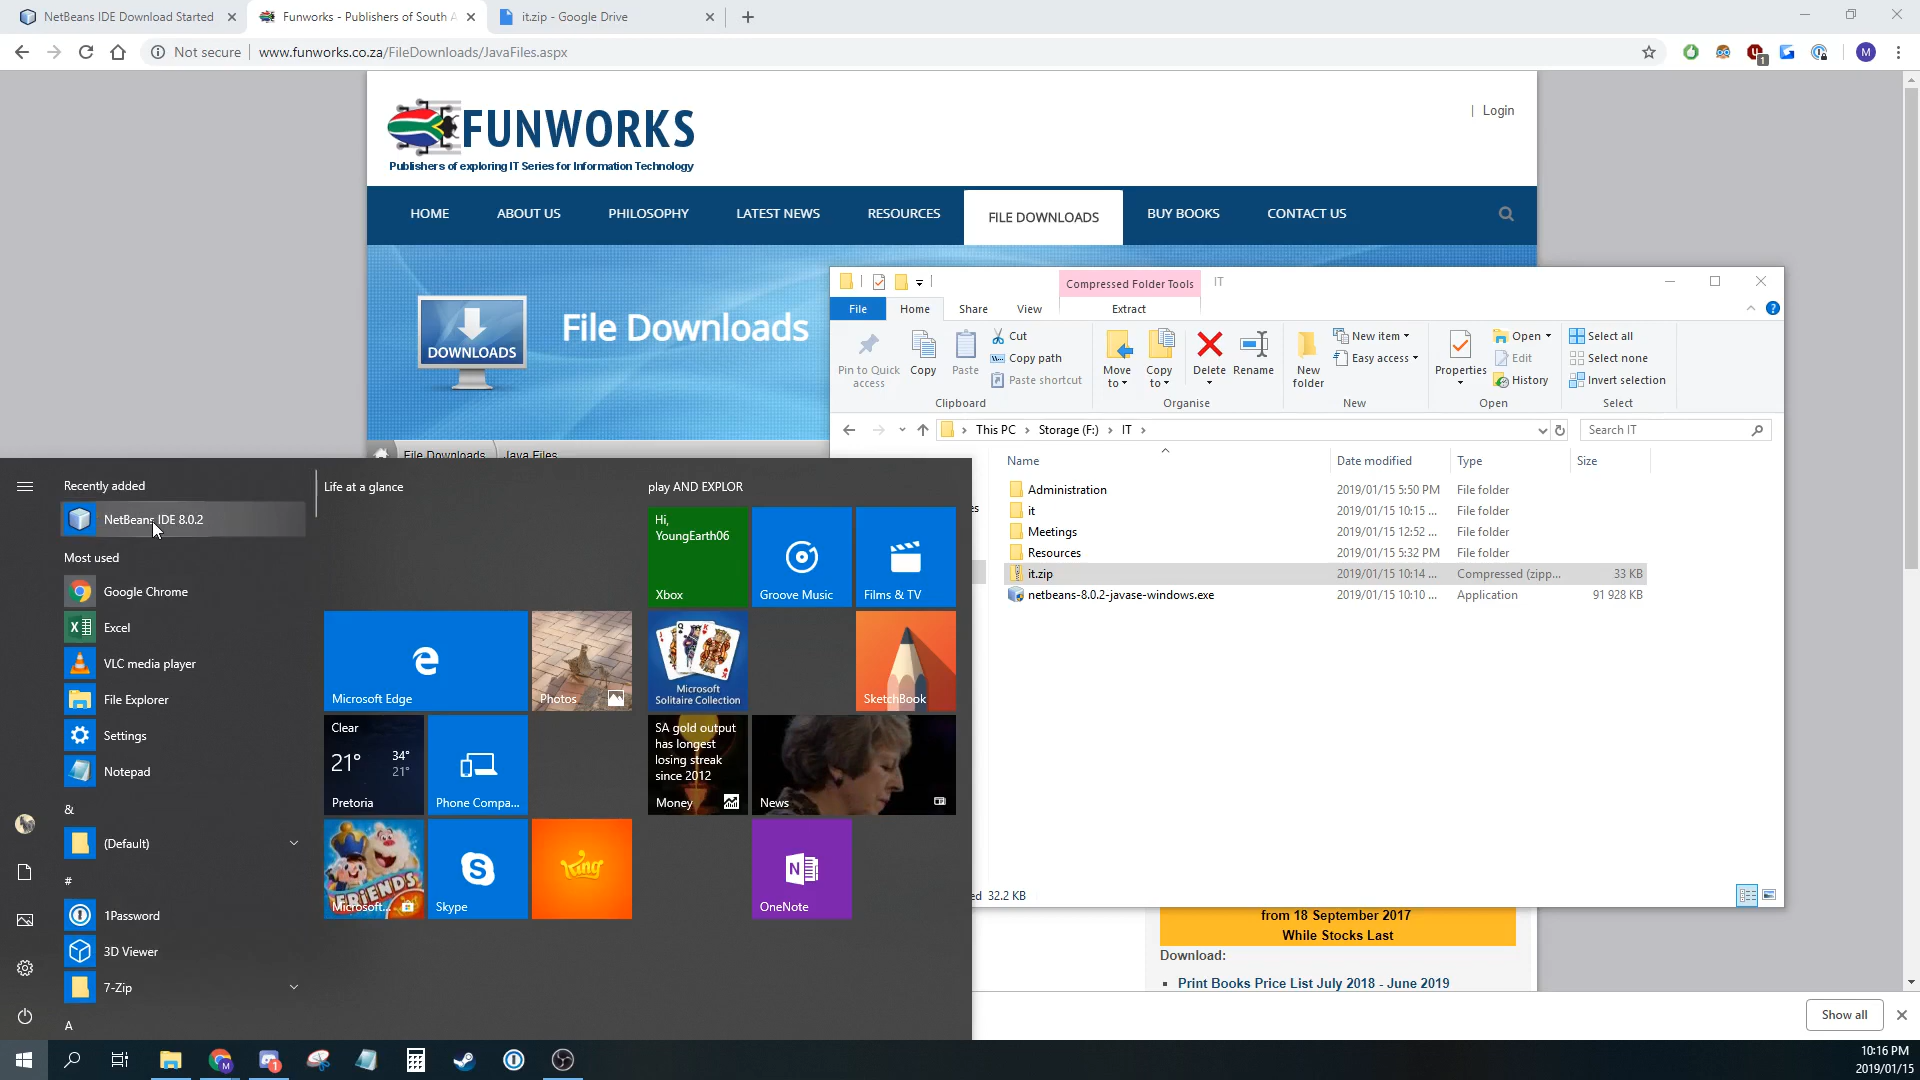 NetBeans IDE Download Started
Funworks - Publishers of South A
it.zip - Google Drive
Not secure
www.funworks.co.za/FileDownloads/JavaFiles.aspx
1
M
FUNWORKS
Publishers of exploring IT Series for Information Technology
| Login
HOME
ABOUT US
PHILOSOPHY
LATEST NEWS
RESOURCES
FILE DOWNLOADS
BUY BOOKS
CONTACT US
DOWNLOADS
File Downloads
File Downloads
Java Files
Compressed Folder Tools
IT
File
Home
Share
View
Extract
Pin to Quick
access
Copy
Paste
Cut
Copy path
Paste shortcut
Clipboard
Move
to
Copy
to
Delete
Rename
Organise
New
folder
New item
Easy access
New
Properties
Open
Edit
History
Open
Select all
Select none
Invert selection
Select
This PC
Storage (F:)
IT
Search IT
Name
Date modified
Type
Size
Administration 2019/01/15 5:50 PM File folder
it 2019/01/15 10:15 ... File folder
Meetings 2019/01/15 12:52 ... File folder
Resources 2019/01/15 5:32 PM File folder
it.zip 2019/01/15 10:14 ... Compressed (zipp... 33 KB
netbeans-8.0.2-javase-windows.exe 2019/01/15 10:10 ... Application 91 928 KB
32.2 KB
from 18 September 2017
While Stocks Last
Download:
Print Books Price List July 2018 - June 2019
Show all
Recently added
NetBeans IDE 8.0.2
Most used
Google Chrome
Excel
VLC media player
File Explorer
Settings
Notepad
&
(Default)
#
1Password
3D Viewer
7-Zip
A
Life at a glance
Microsoft Edge
Photos
Clear
21°
34°
21°
Pretoria
Phone Compa...
FRIENDS
Microsoft...
Skype
King
play AND EXPLOR
Hi,
YoungEarth06
Xbox
Groove Music
Films & TV
Microsoft
Solitaire Collection
SketchBook
SA gold output
has longest
losing streak
since 2012
Money
News
OneNote
M
1
10:16 PM
2019/01/15